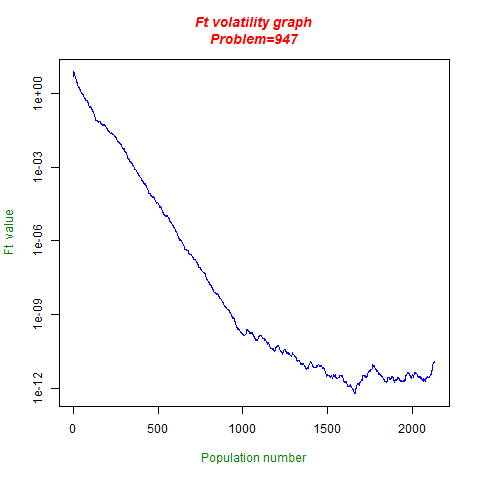 Ft volatility graph
Problem=947
1e+00
1e-03
1e-06
1e-09
1e-12
Ft value
0 500 1000 1500 2000
Population number